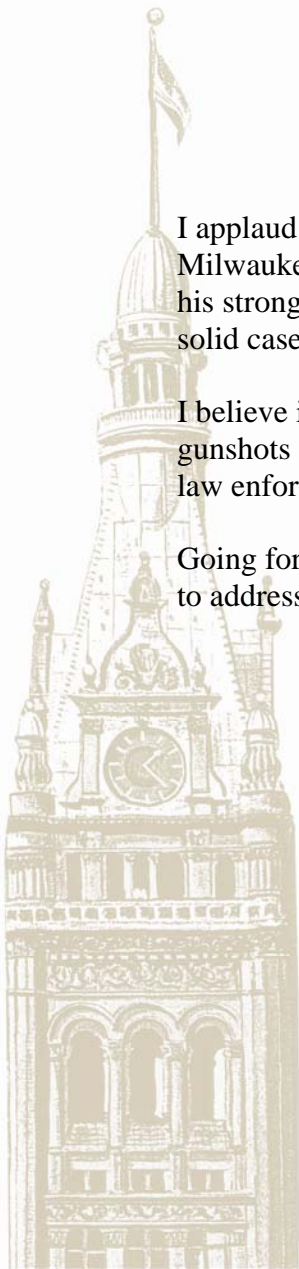 I applaud
Milwauke
his strong
solid case
I believe i
gunshots
law enfor
Going for
to address